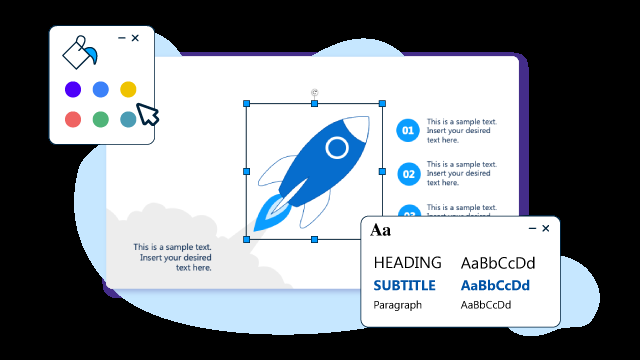 01
This is a sample text.
Insert your desired
text here.
02
This is a sample text.
Insert your desired
text here.
03
This is a sample text.
Insert your desired
This is a sample text.
Insert your desired
text here.
Aa
HEADING AaBbCcDd
SUBTITLE AaBbCcDd
Paragraph AaBbCcDd